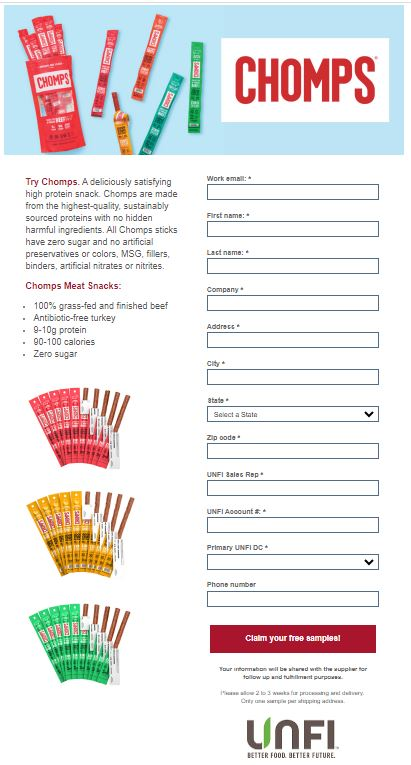 CHOMPS
CHOMPS
Try Chomps. A deliciously satisfying
high protein snack. Chomps are made
from the highest-quality, sustainably
sourced proteins with no hidden
harmful ingredients. All Chomps sticks
have zero sugar and no artificial
preservatives or colors, MSG, fillers,
binders, artificial nitrates or nitrites.
Chomps Meat Snacks:
• 100% grass-fed and finished beef
• Antibiotic-free turkey
• 9-10g protein
• 90-100 calories
• Zero sugar
Work email: *
First name: *
Last name: *
Company *
Address *
City *
State *
Select a State
Zip code *
UNFI Sales Rep *
UNFI Account #: *
Primary UNFI DC *
Phone number
Claim your free samples!
Your information will be shared with the supplier for
follow up and fulfillment purposes.
Please allow 2 to 3 weeks for processing and delivery.
Only one sample per shipping address.
UNFI
BETTER FOOD. BETTER FUTURE.